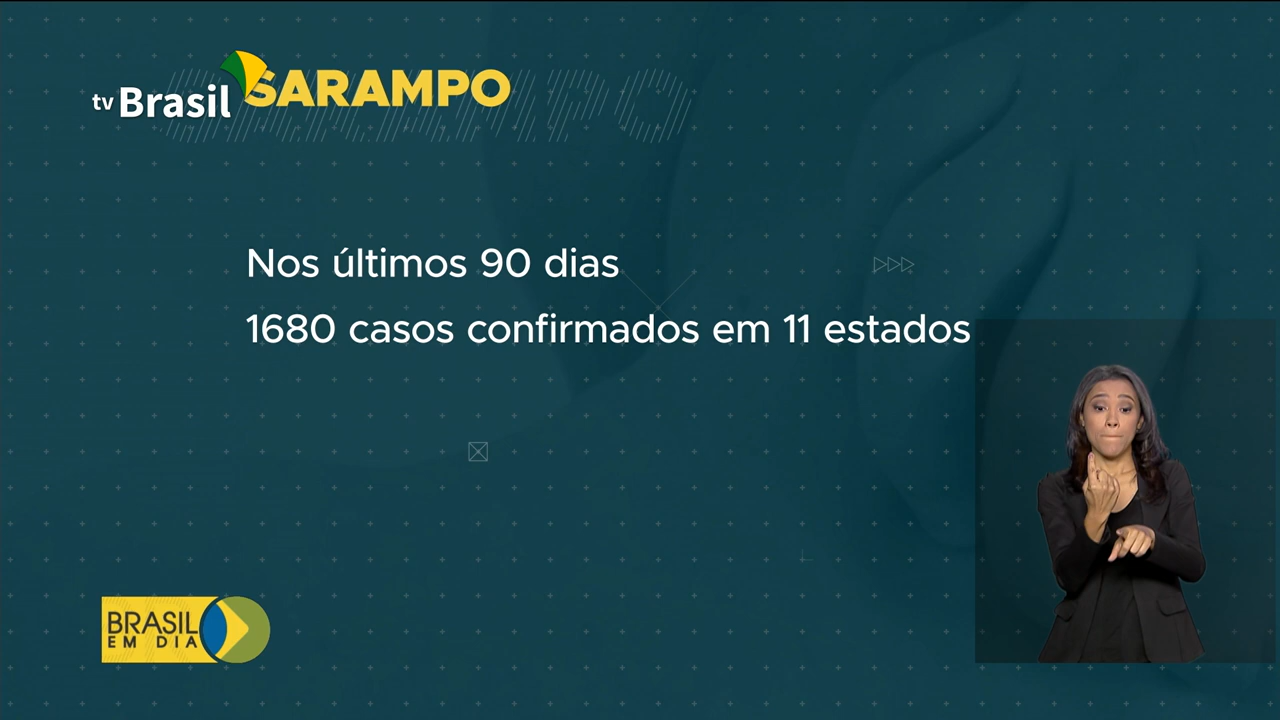 tv Brasil
SARAMPO
Nos últimos 90 dias
1680 casos confirmados em 11 estados
BRASIL
EM DIA